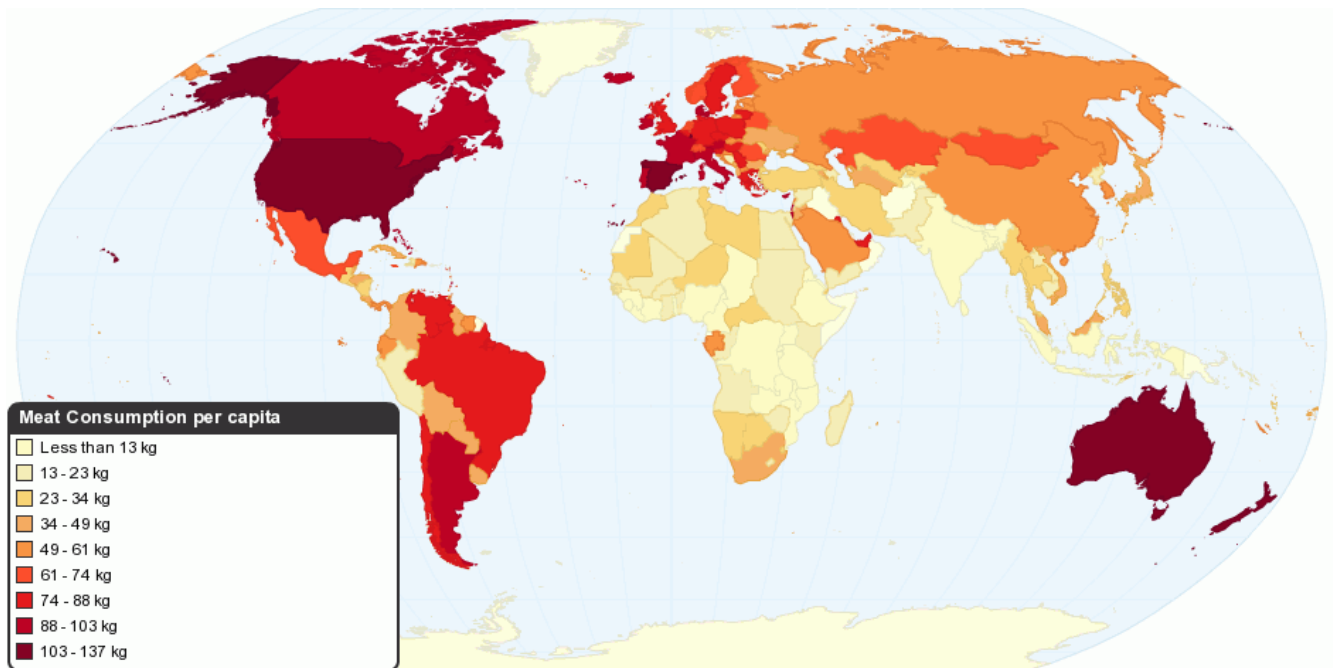 Meat Consumption per capita
Less than 13 kg
13 - 23 kg
23 - 34 kg
34 - 49 kg
49 - 61 kg
61 - 74 kg
74 - 88 kg
88 - 103 kg
103 - 137 kg